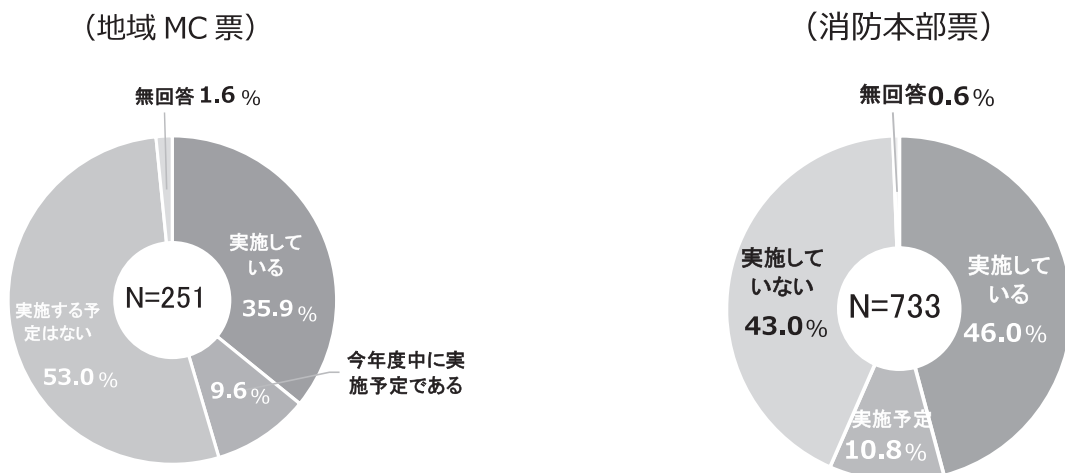 (地域 MC 票)
無回答 1.6 %
実施して
いる
35.9 %
N=251
実施する予
定はない
53.0 %
9.6 %
今年度中に実
施予定である
(消防本部票)
無回答 0.6 %
実施して
いない
43.0 %
N=733
実施して
いる
46.0 %
実施予定
10.8 %